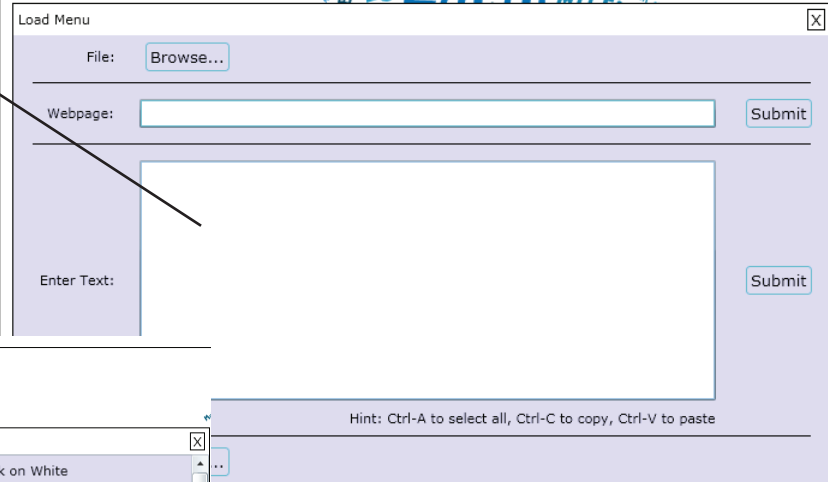 Load Menu X
File: Browse...
Webpage: Submit
Enter Text: Submit
Hint: Ctrl-A to select all, Ctrl-C to copy, Ctrl-V to paste
X
on White
...